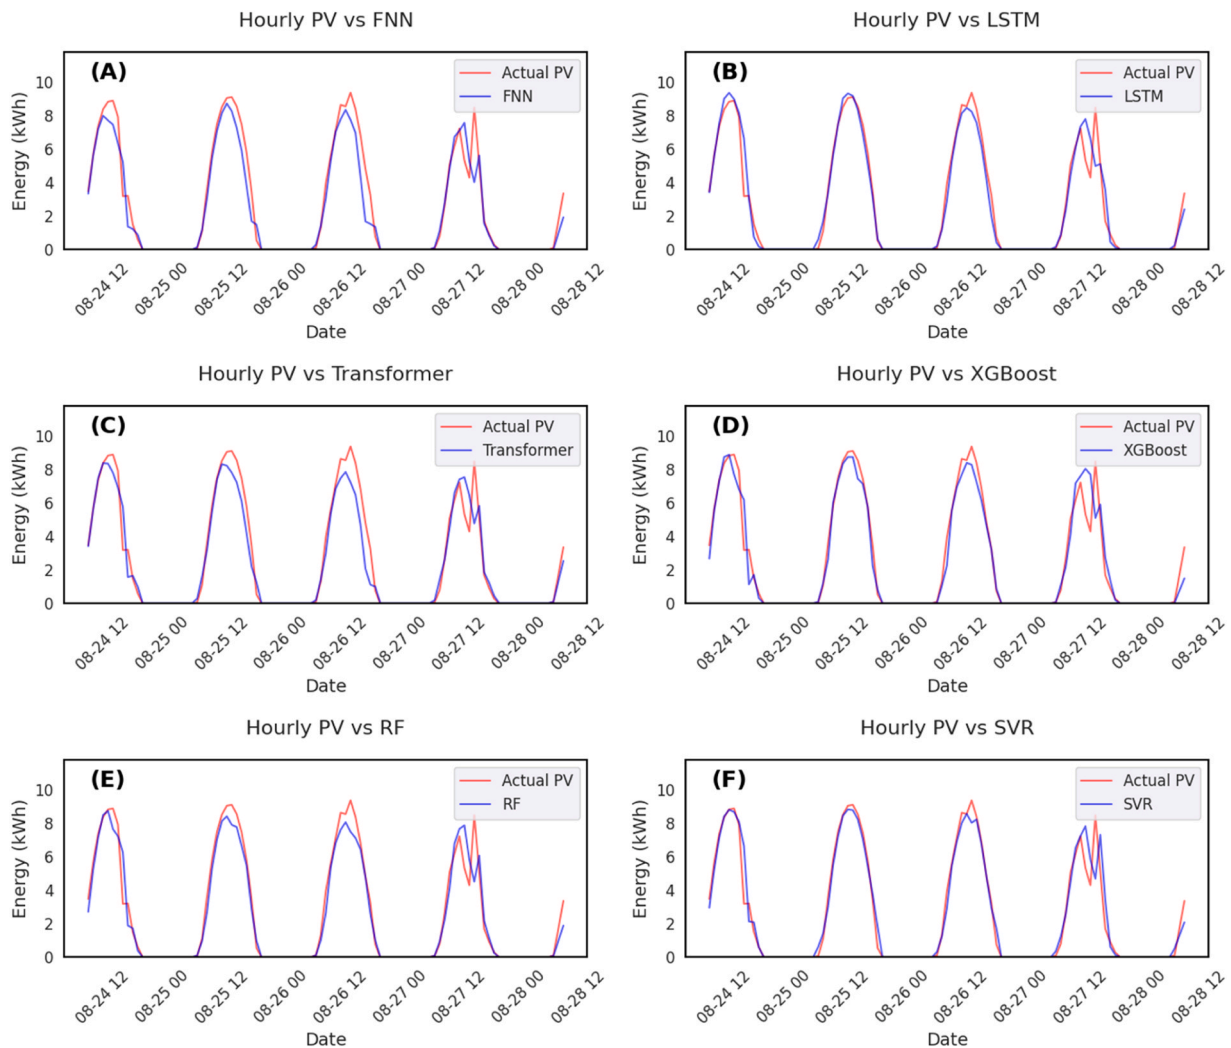 Hourly PV vs FNN
(A)
Actual PV
FNN
Energy (kWh)
10
8
6
4
2
0
08-24 12
08-25 00
08-25 12
08-26 00
08-26 12
08-27 00
08-27 12
08-28 00
08-28 12
Date
Hourly PV vs LSTM
(B)
Actual PV
LSTM
Energy (kWh)
10
8
6
4
2
0
08-24 12
08-25 00
08-25 12
08-26 00
08-26 12
08-27 00
08-27 12
08-28 00
08-28 12
Date
Hourly PV vs Transformer
(C)
Actual PV
Transformer
Energy (kWh)
10
8
6
4
2
0
08-24 12
08-25 00
08-25 12
08-26 00
08-26 12
08-27 00
08-27 12
08-28 00
08-28 12
Date
Hourly PV vs XGBoost
(D)
Actual PV
XGBoost
Energy (kWh)
10
8
6
4
2
0
08-24 12
08-25 00
08-25 12
08-26 00
08-26 12
08-27 00
08-27 12
08-28 00
08-28 12
Date
Hourly PV vs RF
(E)
Actual PV
RF
Energy (kWh)
10
8
6
4
2
0
08-24 12
08-25 00
08-25 12
08-26 00
08-26 12
08-27 00
08-27 12
08-28 00
08-28 12
Date
Hourly PV vs SVR
(F)
Actual PV
SVR
Energy (kWh)
10
8
6
4
2
0
08-24 12
08-25 00
08-25 12
08-26 00
08-26 12
08-27 00
08-27 12
08-28 00
08-28 12
Date